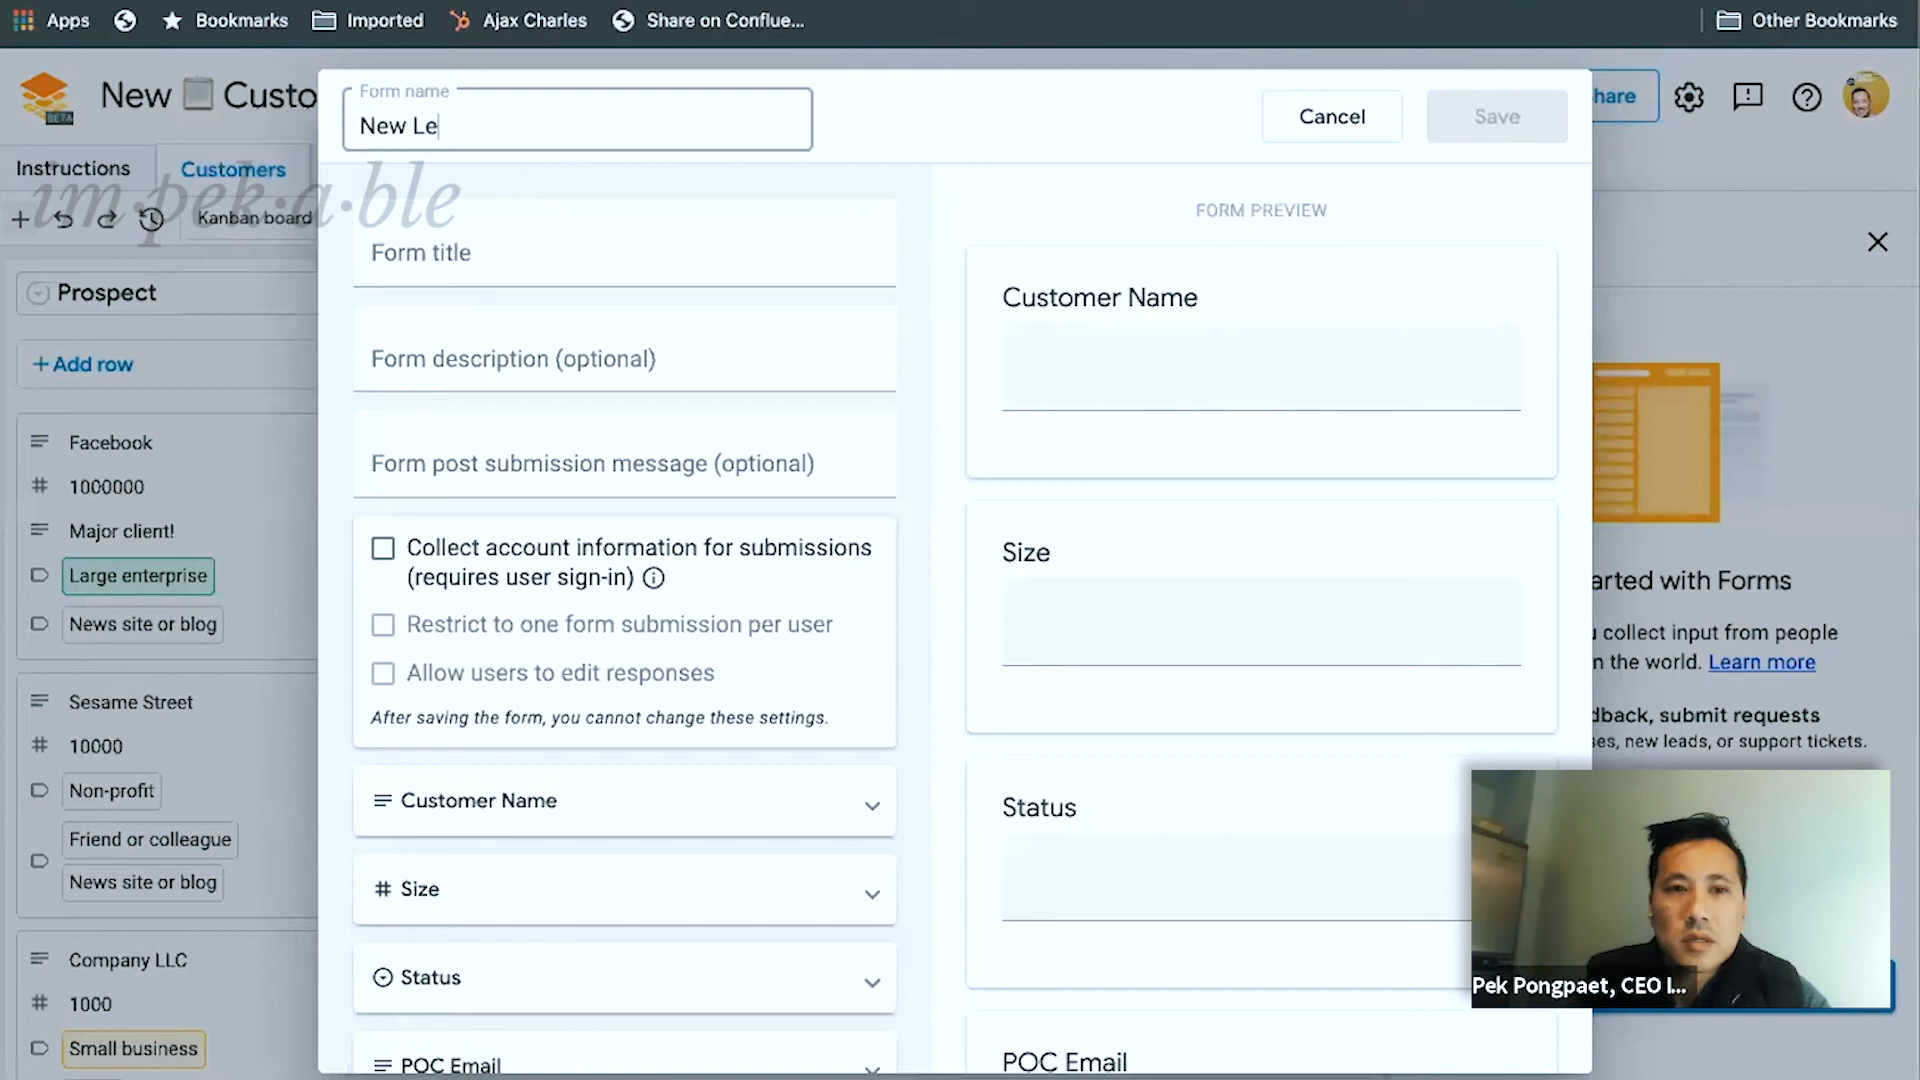 Apps
Bookmarks
Imported
Ajax Charles
Share on Conflue...
Other Bookmarks
BETA
New 📋 Custo
Form name
New Le
Cancel
Save
hare
Instructions
Customers
im·pek·a·ble
Kanban board
FORM PREVIEW
Prospect
+ Add row
Facebook
1000000
Major client!
Large enterprise
News site or blog
Sesame Street
10000
Non-profit
Friend or colleague
News site or blog
Company LLC
1000
Small business
Form title
Form description (optional)
Form post submission message (optional)
Collect account information for submissions
(requires user sign-in)
Restrict to one form submission per user
Allow users to edit responses
After saving the form, you cannot change these settings.
Customer Name
Size
Status
POC Email
Customer Name
Size
Status
POC Email
arted with Forms
collect input from people
n the world. Learn more
dback, submit requests
ses, new leads, or support tickets.
Pek Pongpaet, CEO I...